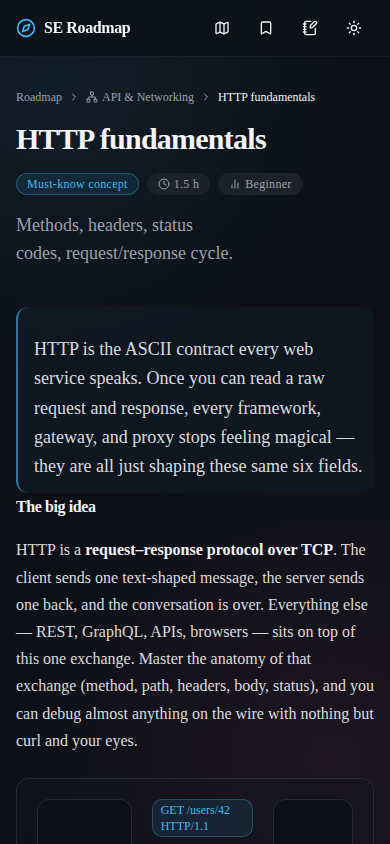 SE Roadmap
Roadmap > API & Networking > HTTP fundamentals
HTTP fundamentals
Must-know concept 1.5 h Beginner
Methods, headers, status
codes, request/response cycle.
HTTP is the ASCII contract every web
service speaks. Once you can read a raw
request and response, every framework,
gateway, and proxy stops feeling magical —
they are all just shaping these same six fields.
The big idea
HTTP is a request–response protocol over TCP. The
client sends one text-shaped message, the server sends
one back, and the conversation is over. Everything else
— REST, GraphQL, APIs, browsers — sits on top of
this one exchange. Master the anatomy of that
exchange (method, path, headers, body, status), and you
can debug almost anything on the wire with nothing but
curl and your eyes.
GET /users/42
HTTP/1.1